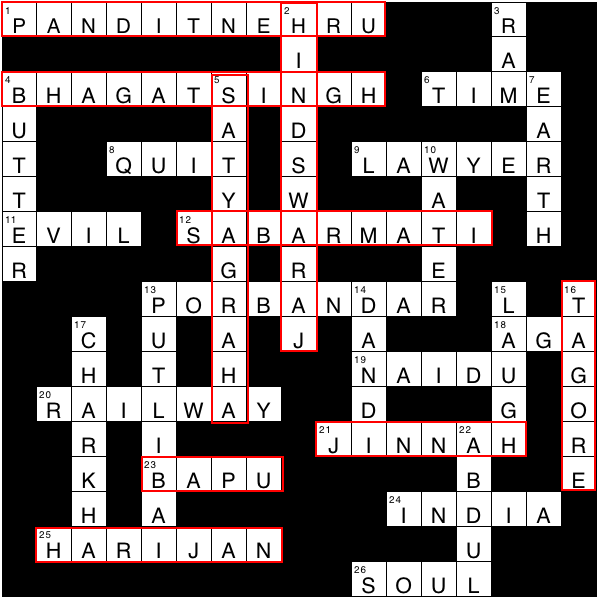 1 P A N D I T N E 2 H R U 3 R
I A
4 B H A G A T 5 S I N G H 6 T I M 7 E
U A D A
T 8 Q U I T S 9 L A 10 W Y E R
T Y W A T
11 E V I L 12 S A B A R M A T I H
R G R E
13 P O R B A N 14 D A R 15 L 16 T
17 C U A J A 18 A G A
H T H 19 N A I D U G
20 R A I L W A Y D G O
R I 21 J I N N 22 A H R
K 23 B A P U B E
H A 24 I N D I A
25 H A R I J A N U
26 S O U L